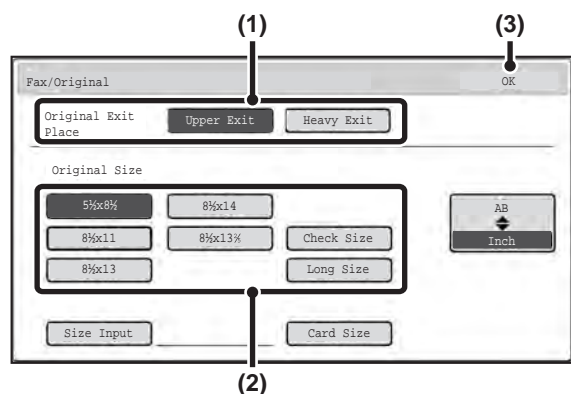 (1) (3)
Fax/Original OK
Original Exit Place Upper Exit Heavy Exit
Original Size
5½x8½ 8½x14
8½x11 8½x13⅖ Check Size
8½x13 Long Size
AB
Inch
Size Input Card Size
(2)